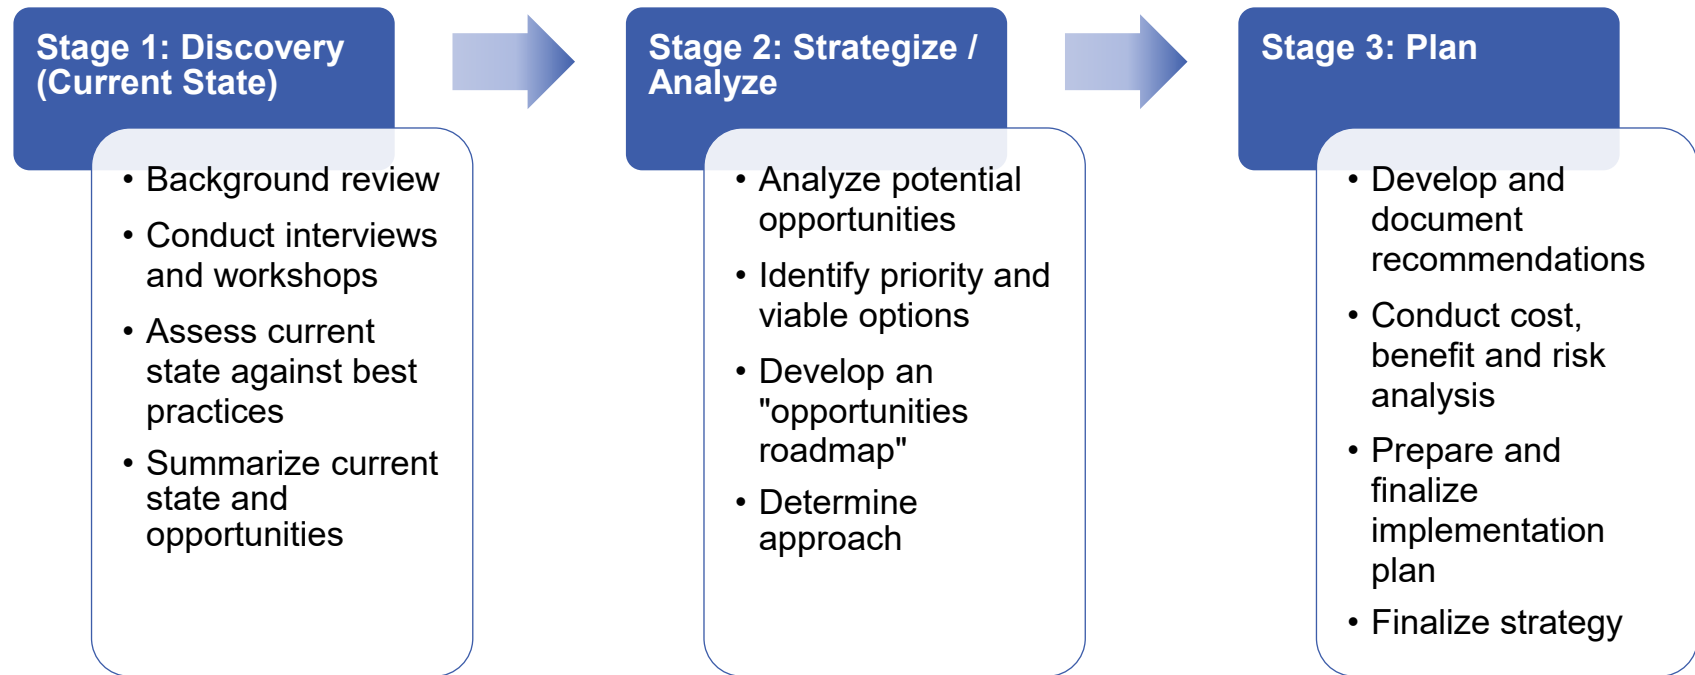 Stage 1: Discovery
(Current State)
• Background review
• Conduct interviews
and workshops
• Assess current
state against best
practices
• Summarize current
state and
opportunities
Stage 2: Strategize /
Analyze
• Analyze potential
opportunities
• Identify priority and
viable options
• Develop an
"opportunities
roadmap"
• Determine
approach
Stage 3: Plan
• Develop and
document
recommendations
• Conduct cost,
benefit and risk
analysis
• Prepare and
finalize
implementation
plan
• Finalize strategy